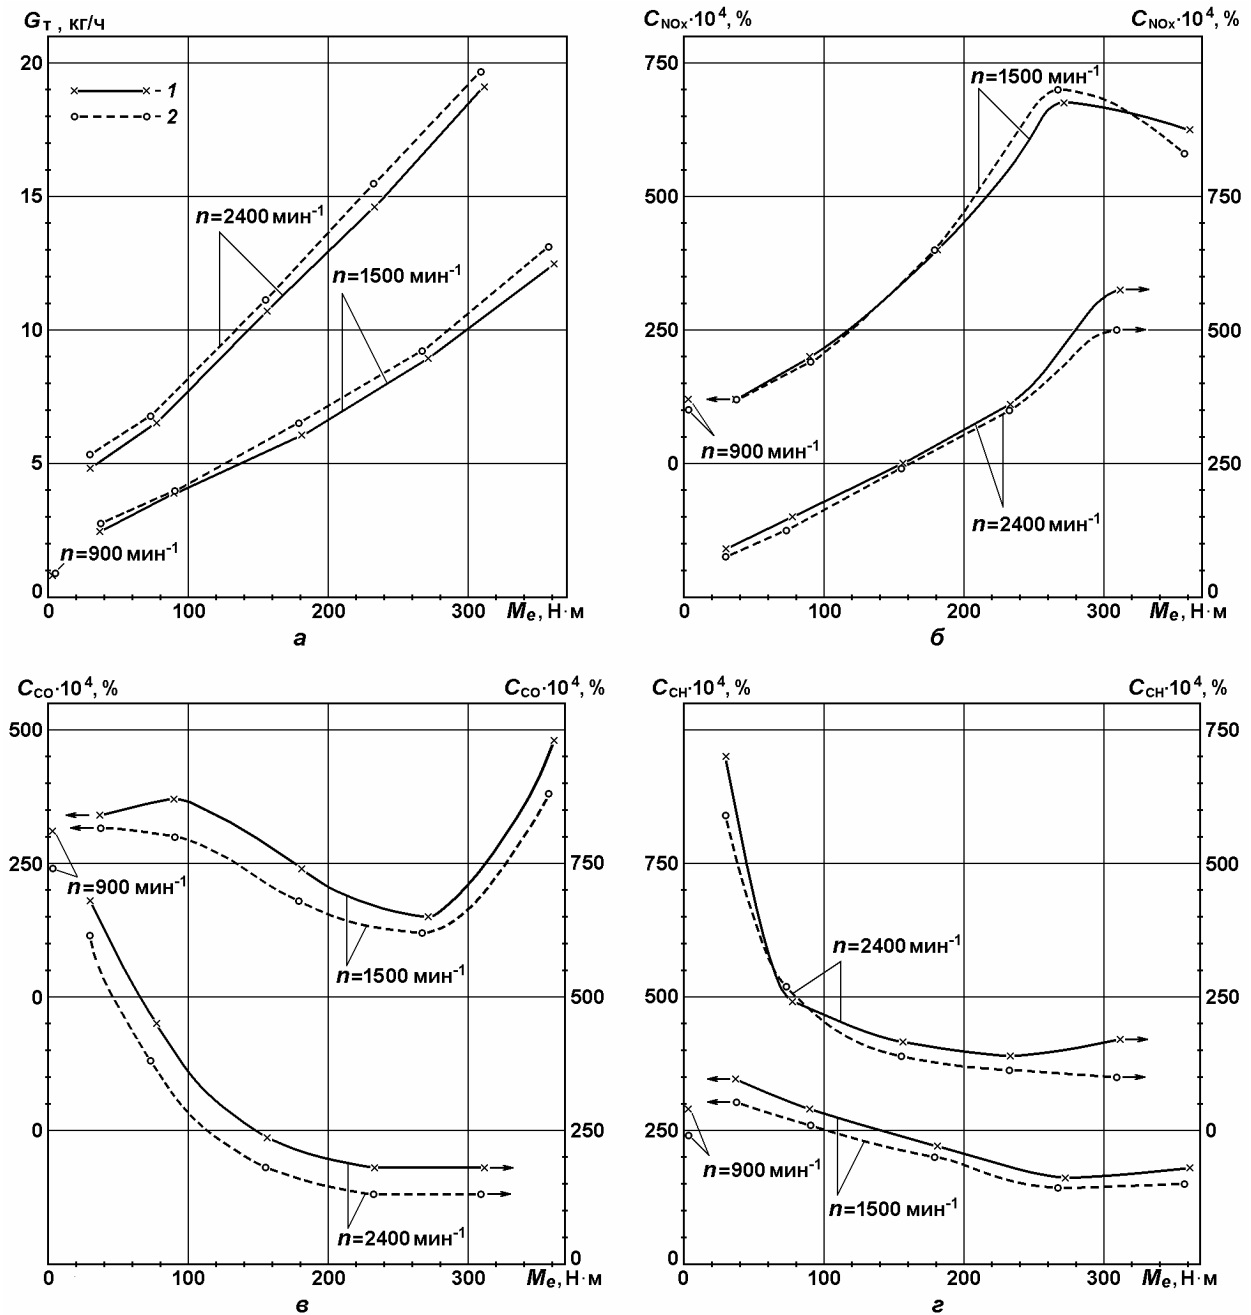 Gт , кг/ч
20
15
10
5
0
1
2
n=2400 мин-1
n=1500 мин-1
n=900 мин-1
100
200
300
Me, Н·м
а
CNOx·10⁴, %
CNOx·10⁴, %
750
500
250
0
750
500
250
0
n=1500 мин-1
n=900 мин-1
n=2400 мин-1
0
100
200
300
Me, Н·м
б
CCO·10⁴, %
CCO·10⁴, %
500
250
0
0
750
500
250
0
n=900 мин-1
n=1500 мин-1
n=2400 мин-1
0
100
200
300
Me, Н·м
в
CCH·10⁴, %
CCH·10⁴, %
750
500
250
750
500
250
0
n=2400 мин-1
n=900 мин-1
n=1500 мин-1
0
100
200
300
Me, Н·м
г